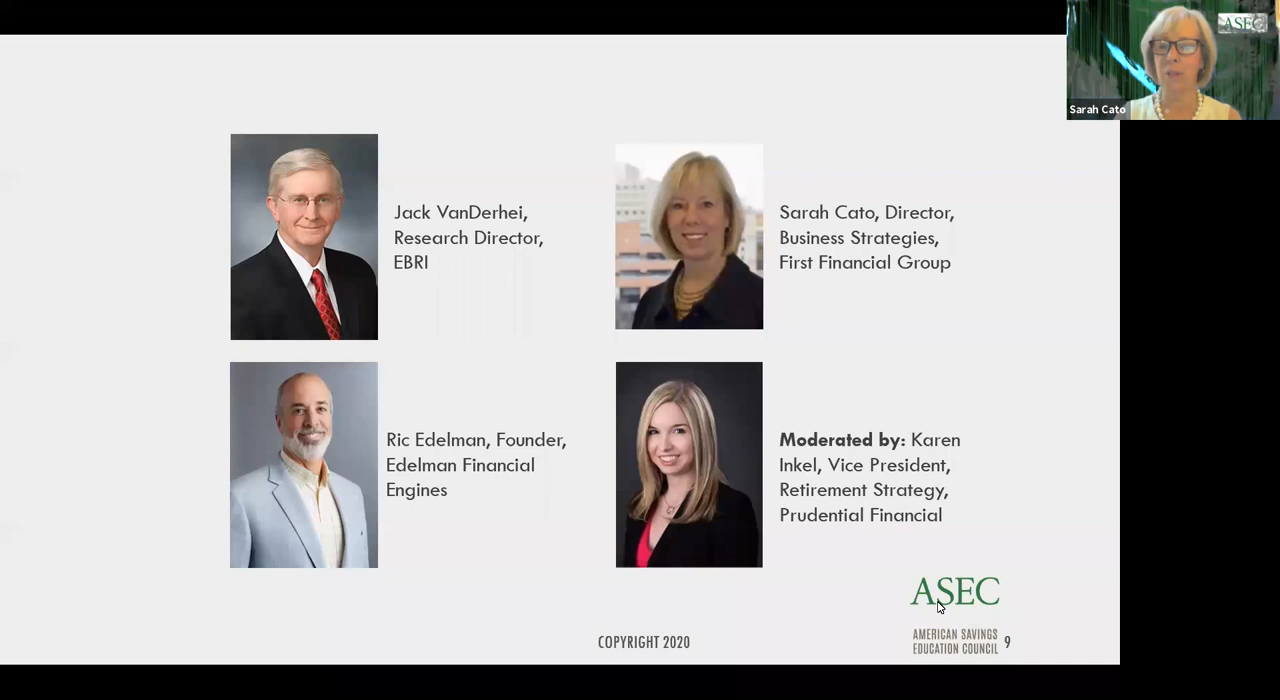 ASEC
Sarah Cato
Jack VanDerhei,
Research Director,
EBRI
Sarah Cato, Director,
Business Strategies,
First Financial Group
Ric Edelman, Founder,
Edelman Financial
Engines
Moderated by: Karen
Inkel, Vice President,
Retirement Strategy,
Prudential Financial
ASEC
AMERICAN SAVINGS
EDUCATION COUNCIL
COPYRIGHT 2020
9